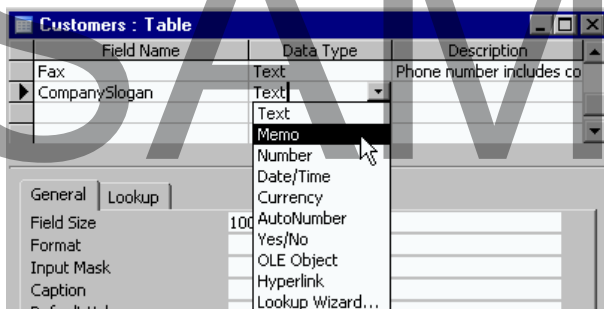 Customers : Table
Field Name Data Type Description
Fax Text Phone number includes co
CompanySlogan Text
Text
Memo
Number
Date/Time
Currency
AutoNumber
Yes/No
OLE Object
Hyperlink
Lookup Wizard...
General Lookup
Field Size 100
Format
Input Mask
Caption
SAM